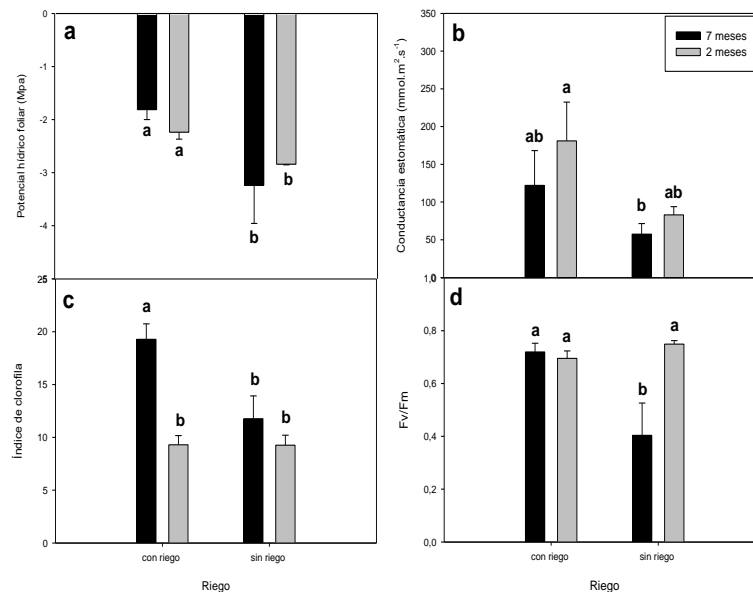 a
Potencial hídrico foliar (Mpa)
0
-1
-2
-3
-4
a
a
b
b
b
Conductancia estomática (mmol.m².s⁻¹)
350
300
250
200
150
100
50
7 meses
2 meses
ab
a
b
ab
c
Índice de clorofila
25
20
15
10
5
0
a
b
b
b
con riego
sin riego
Riego
d
Fv/Fm
1,0
0,8
0,6
0,4
0,2
0,0
a
a
b
a
con riego
sin riego
Riego